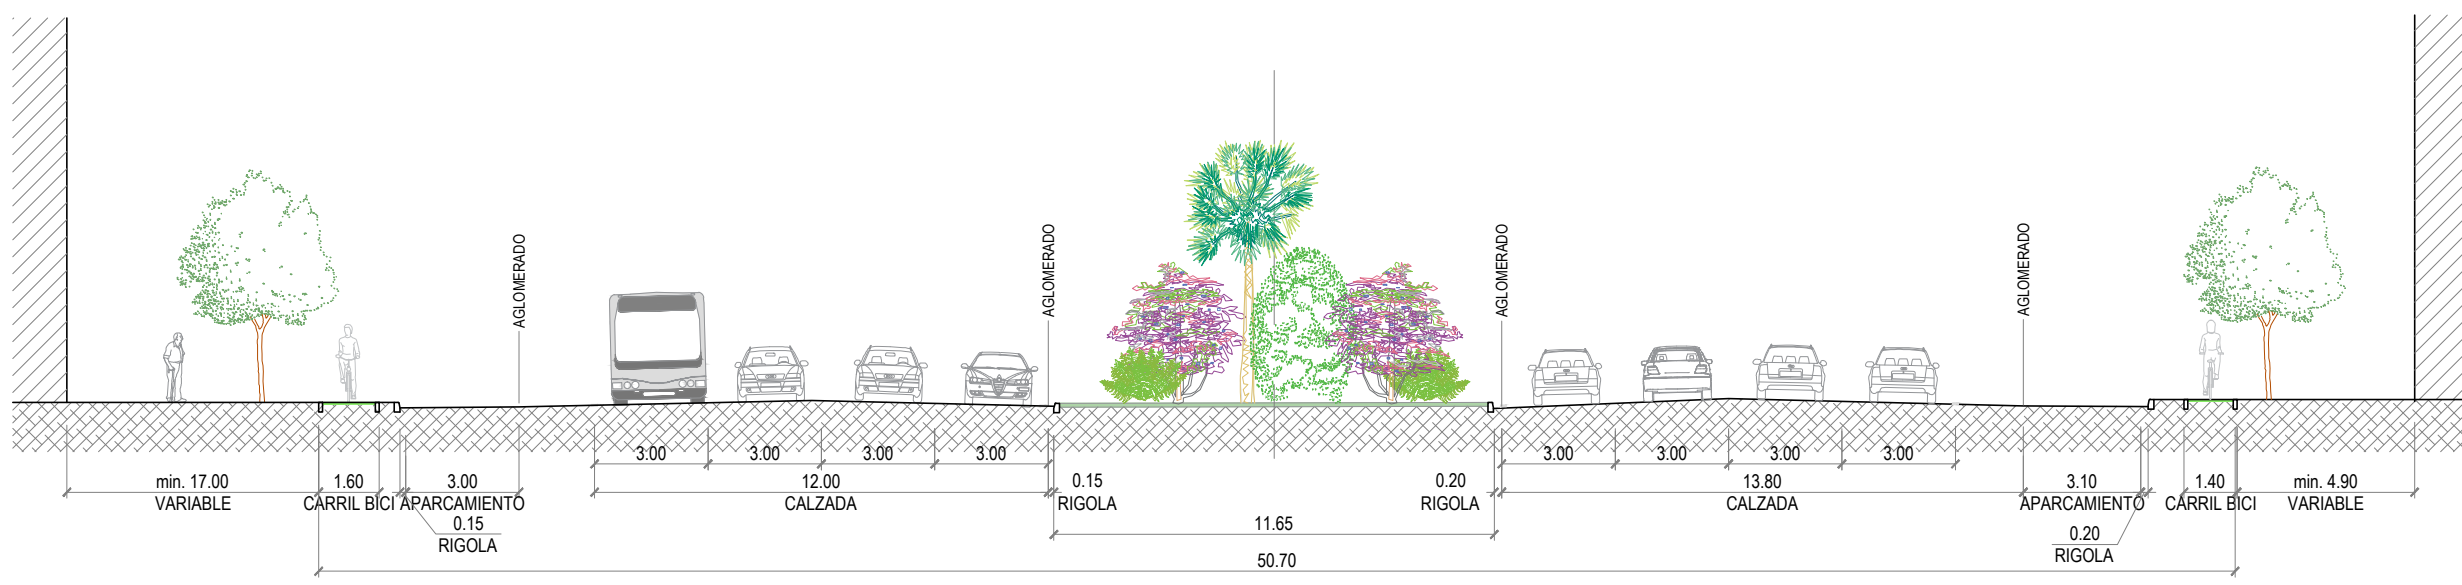 AGLOMERADO
AGLOMERADO
AGLOMERADO
AGLOMERADO
3.00
3.00
3.00
3.00
3.00
3.00
3.00
3.00
min. 17.00
VARIABLE
1.60
CARRIL BICI
3.00
APARCAMIENTO
0.15
RIGOLA
12.00
CALZADA
0.15
RIGOLA
0.20
RIGOLA
13.80
CALZADA
3.10
APARCAMIENTO
0.20
RIGOLA
1.40
CARRIL BICI
min. 4.90
VARIABLE
11.65
50.70